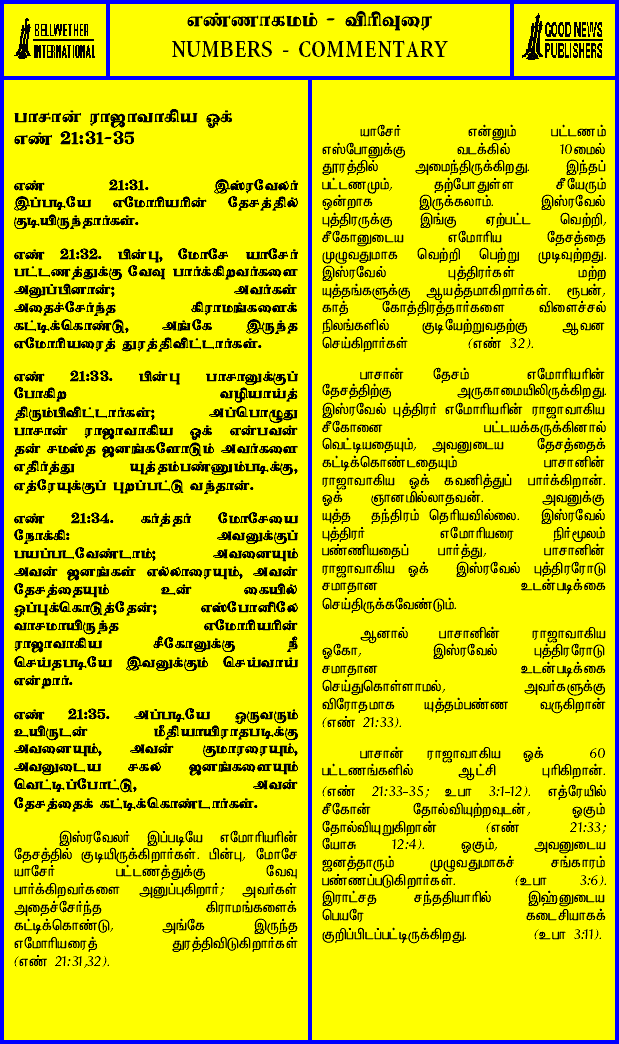 BELLWETHER
INTERNATIONAL
எண்ணாகமம் - விரிவுரை
NUMBERS - COMMENTARY
GOOD NEWS
PUBLISHERS
பாசான் ராஜாவாகிய ஓக்
எண் 21:31-35
எண் 21:31. இஸ்ரவேலர்
இப்படியே எமோரியரின் தேசத்தில்
குடியிருந்தார்கள்.
எண் 21:32. பின்பு, மோசே யாசேர்
பட்டணத்துக்கு வேவு பார்க்கிறவர்களை
அனுப்பினான்; அவர்கள்
அதைச்சேர்ந்த கிராமங்களைக்
கட்டிக்கொண்டு, அங்கே இருந்த
எமோரியரைத் துரத்திவிட்டார்கள்.
எண் 21:33. பின்பு பாசானுக்குப்
போகிற வழியாய்த்
திரும்பிவிட்டார்கள்; அப்பொழுது
பாசான் ராஜாவாகிய ஓக் என்பவன்
தன் சமஸ்த ஜனங்களோடும் அவர்களை
எதிர்த்து யுத்தம்பண்ணும்படிக்கு,
எத்ரேயுக்குப் புறப்பட்டு வந்தான்.
எண் 21:34. கர்த்தர் மோசேயை
நோக்கி: அவனுக்குப்
பயப்படவேண்டாம்; அவனையும்
அவன் ஜனங்கள் எல்லாரையும், அவன்
தேசத்தையும் உன் கையில்
ஒப்புக்கொடுத்தேன்; எஸ்போனிலே
வாசமாயிருந்த எமோரியரின்
ராஜாவாகிய சீகோனுக்கு நீ
செய்தபடியே இவனுக்கும் செய்வாய்
என்றார்.
எண் 21:35. அப்படியே ஒருவரும்
உயிருடன் மீதியாயிராதபடிக்கு
அவனையும், அவன் குமாரரையும்,
அவனுடைய சகல ஜனங்களையும்
வெட்டிப்போட்டு, அவன்
தேசத்தைக் கட்டிக்கொண்டார்கள்.
இஸ்ரவேலர் இப்படியே எமோரியரின்
தேசத்தில் குடியிருக்கிறார்கள். பின்பு, மோசே
யாசேர் பட்டணத்துக்கு வேவு
பார்க்கிறவர்களை அனுப்புகிறார்; அவர்கள்
அதைச்சேர்ந்த கிராமங்களைக்
கட்டிக்கொண்டு, அங்கே இருந்த
எமோரியரைத் துரத்திவிடுகிறார்கள்
(எண் 21:31,32).
யாசேர் என்னும் பட்டணம்
எஸ்போனுக்கு வடக்கில் 10மைல்
தூரத்தில் அமைந்திருக்கிறது. இந்தப்
பட்டணமும், தற்போதுள்ள சீயேரும்
ஒன்றாக இருக்கலாம். இஸ்ரவேல்
புத்திரருக்கு இங்கு ஏற்பட்ட வெற்றி,
சீகோனுடைய எமோரிய தேசத்தை
முழுவதுமாக வெற்றி பெற்று முடிவுற்றது.
இஸ்ரவேல் புத்திரர்கள் மற்ற
யுத்தங்களுக்கு ஆயத்தமாகிறார்கள். ரூபன்,
காத் கோத்திரத்தார்களை விளைச்சல்
நிலங்களில் குடியேற்றுவதற்கு ஆவன
செய்கிறார்கள் (எண் 32).
பாசான் தேசம் எமோரியரின்
தேசத்திற்கு அருகாமையிலிருக்கிறது.
இஸ்ரவேல் புத்திரர் எமோரியரின் ராஜாவாகிய
சீகோனை பட்டயக்கருக்கினால்
வெட்டியதையும், அவனுடைய தேசத்தைக்
கட்டிக்கொண்டதையும் பாசானின்
ராஜாவாகிய ஓக் கவனித்துப் பார்க்கிறான்.
ஓக் ஞானமில்லாதவன். அவனுக்கு
யுத்த தந்திரம் தெரியவில்லை. இஸ்ரவேல்
புத்திரர் எமோரியரை நிர்மூலம்
பண்ணியதைப் பார்த்து, பாசானின்
ராஜாவாகிய ஓக் இஸ்ரவேல் புத்திரரோடு
சமாதான உடன்படிக்கை
செய்திருக்கவேண்டும்.
ஆனால் பாசானின் ராஜாவாகிய
ஓகோ, இஸ்ரவேல் புத்திரரோடு
சமாதான உடன்படிக்கை
செய்துகொள்ளாமல், அவர்களுக்கு
விரோதமாக யுத்தம்பண்ண வருகிறான்
(எண் 21:33).
பாசான் ராஜாவாகிய ஓக் 60
பட்டணங்களில் ஆட்சி புரிகிறான்.
(எண் 21:33-35; உபா 3:1-12). எத்ரேயில்
சீகோன் தோல்வியுற்றவுடன், ஓகும்
தோல்வியுறுகிறான் (எண் 21:33;
யோசு 12:4). ஓகும், அவனுடைய
ஜனத்தாரும் முழுவதுமாகச் சங்காரம்
பண்ணப்படுகிறார்கள். (உபா 3:6).
இராட்சத சந்ததியாரில் இஹ்னுடைய
பெயரே கடைசியாகக்
குறிப்பிடப்பட்டிருக்கிறது. (உபா 3:11).